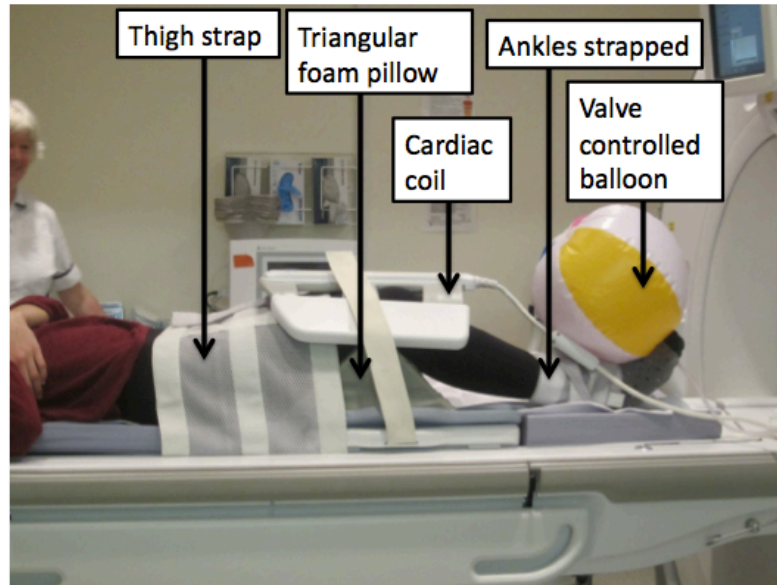 Thigh strap
Triangular
foam pillow
Ankles strapped
Valve
controlled
balloon
Cardiac
coil